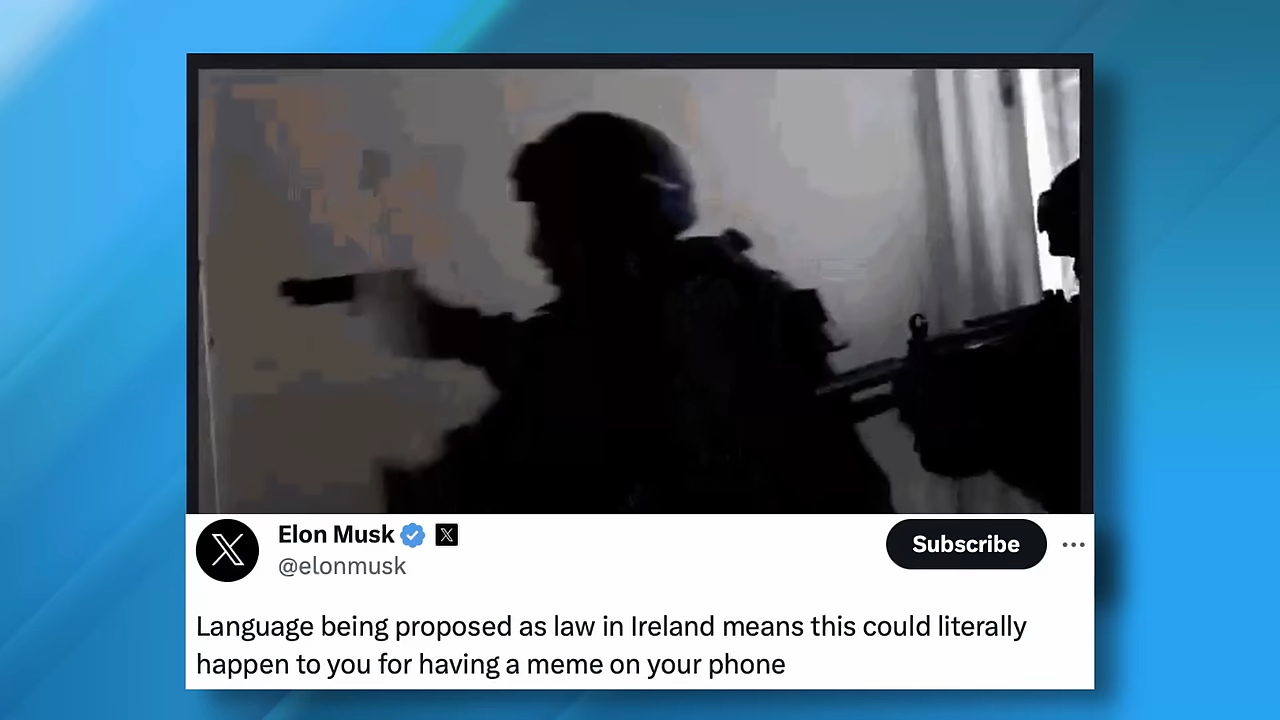 Elon Musk
@elonmusk
Subscribe
Language being proposed as law in Ireland means this could literally
happen to you for having a meme on your phone